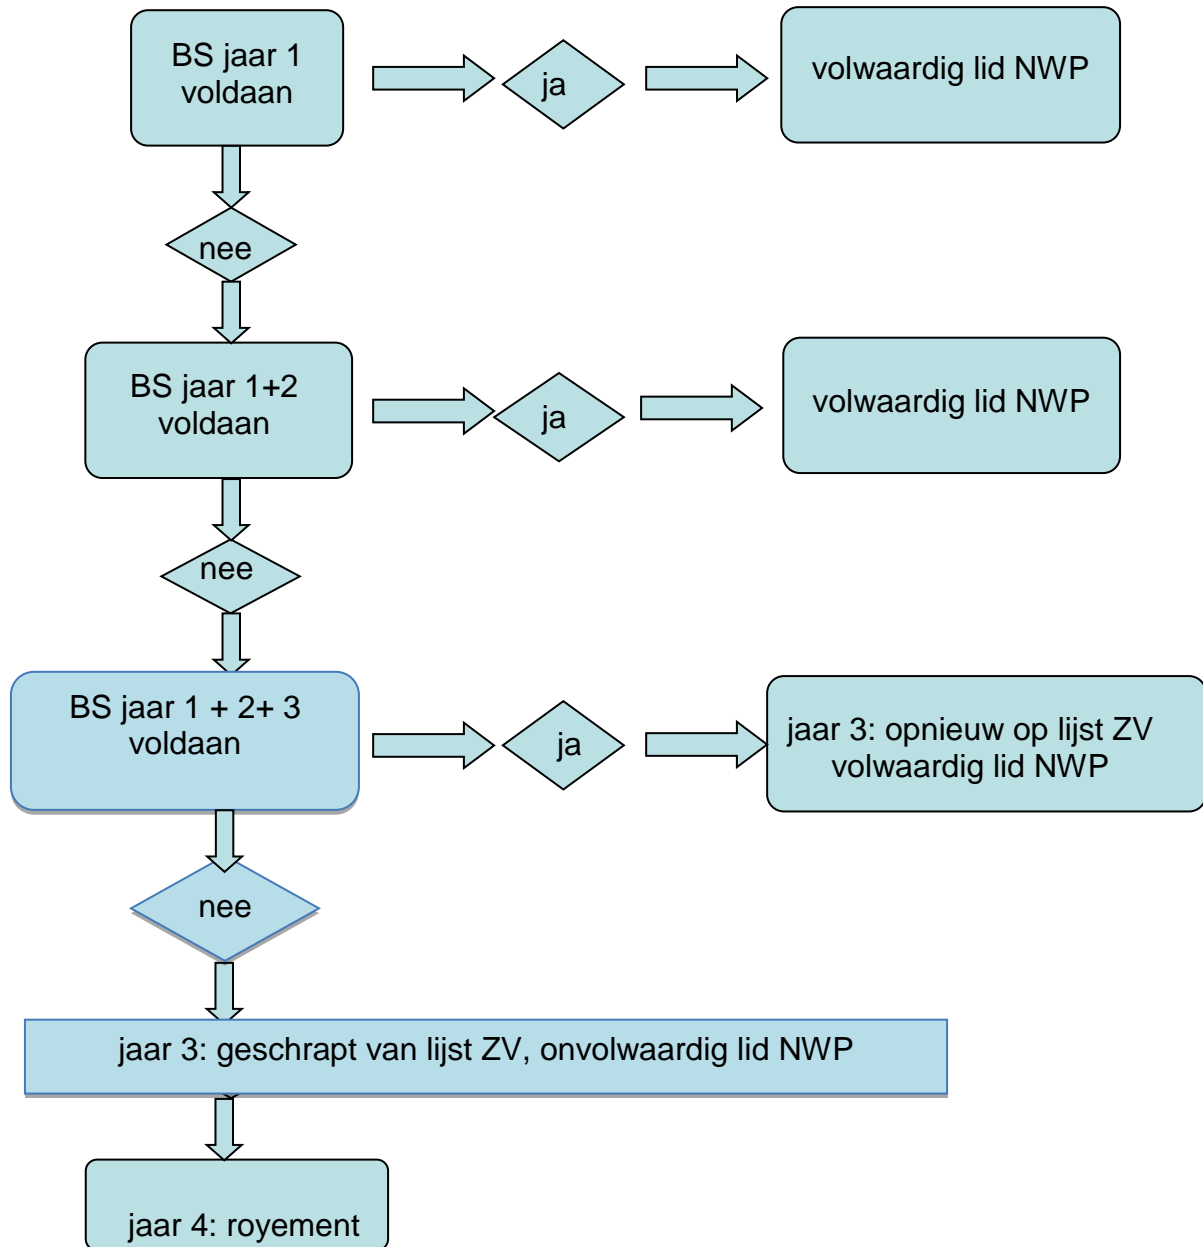 BS jaar 1
voldaan
ja
volwaardig lid NWP
nee
BS jaar 1+2
voldaan
ja
volwaardig lid NWP
nee
BS jaar 1 + 2+ 3
voldaan
ja
jaar 3: opnieuw op lijst ZV
volwaardig lid NWP
nee
jaar 3: geschrapt van lijst ZV, onvolwaardig lid NWP
jaar 4: royement